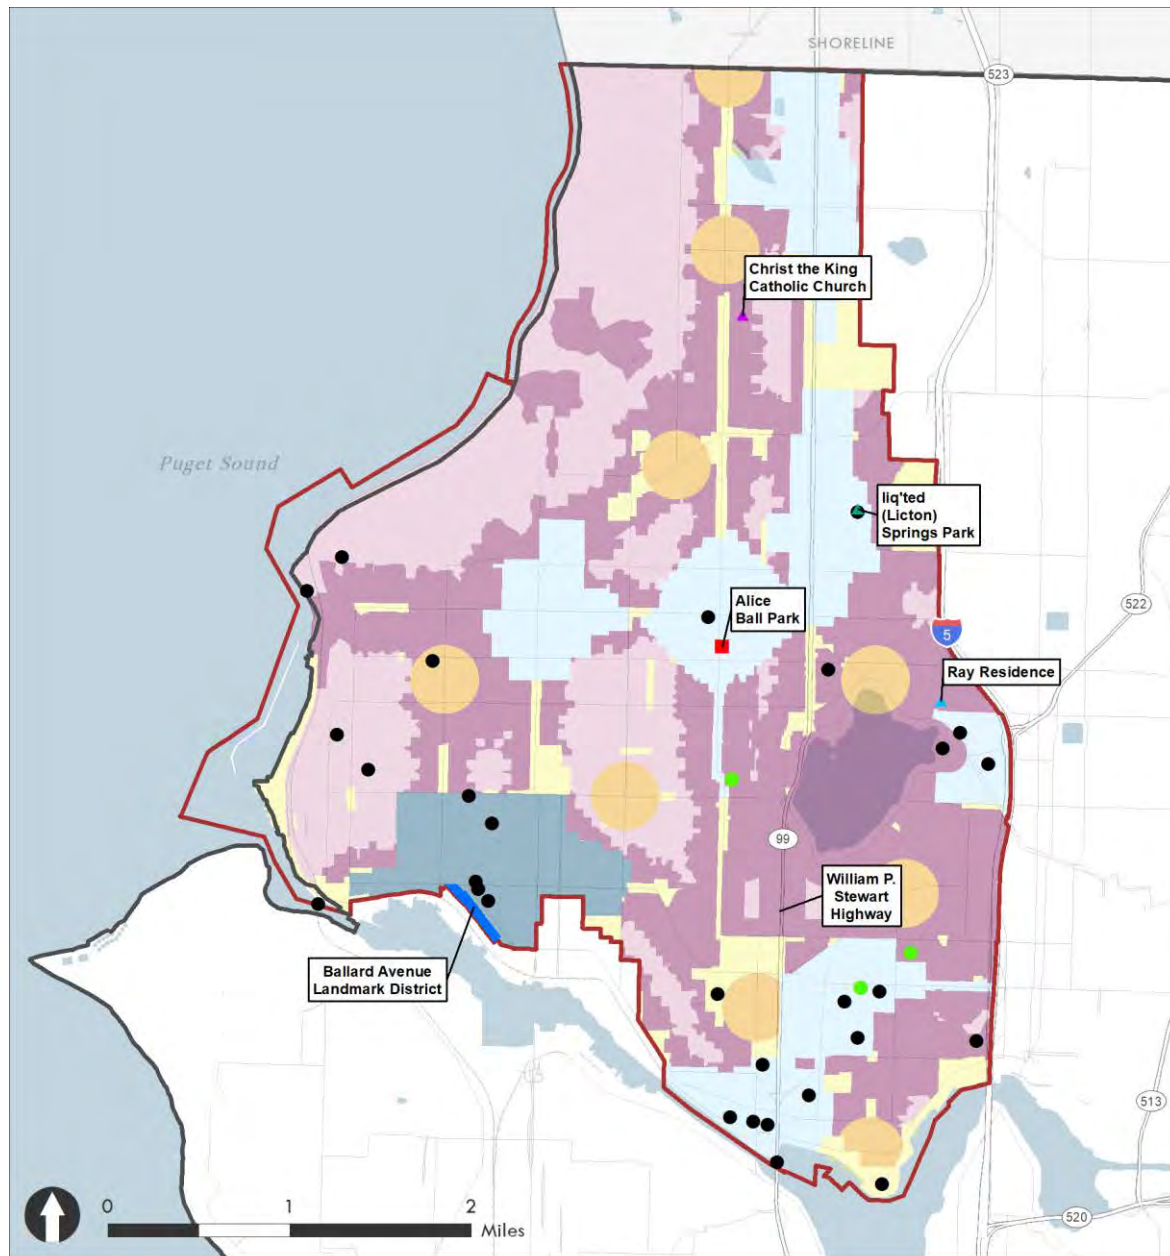 SHORELINE
523
Christ the King
Catholic Church
Puget Sound
liq'ted
(Licton)
Springs Park
Alice
Ball Park
522
5
Ray Residence
99
William P.
Stewart
Highway
Ballard Avenue
Landmark District
513
520
0 1 2
Miles